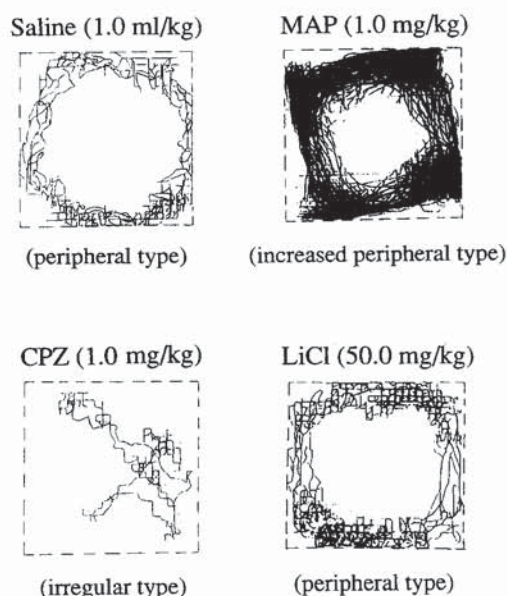 Saline (1.0 ml/kg)
MAP (1.0 mg/kg)
(peripheral type)
(increased peripheral type)
CPZ (1.0 mg/kg)
LiCl (50.0 mg/kg)
(irregular type)
(peripheral type)